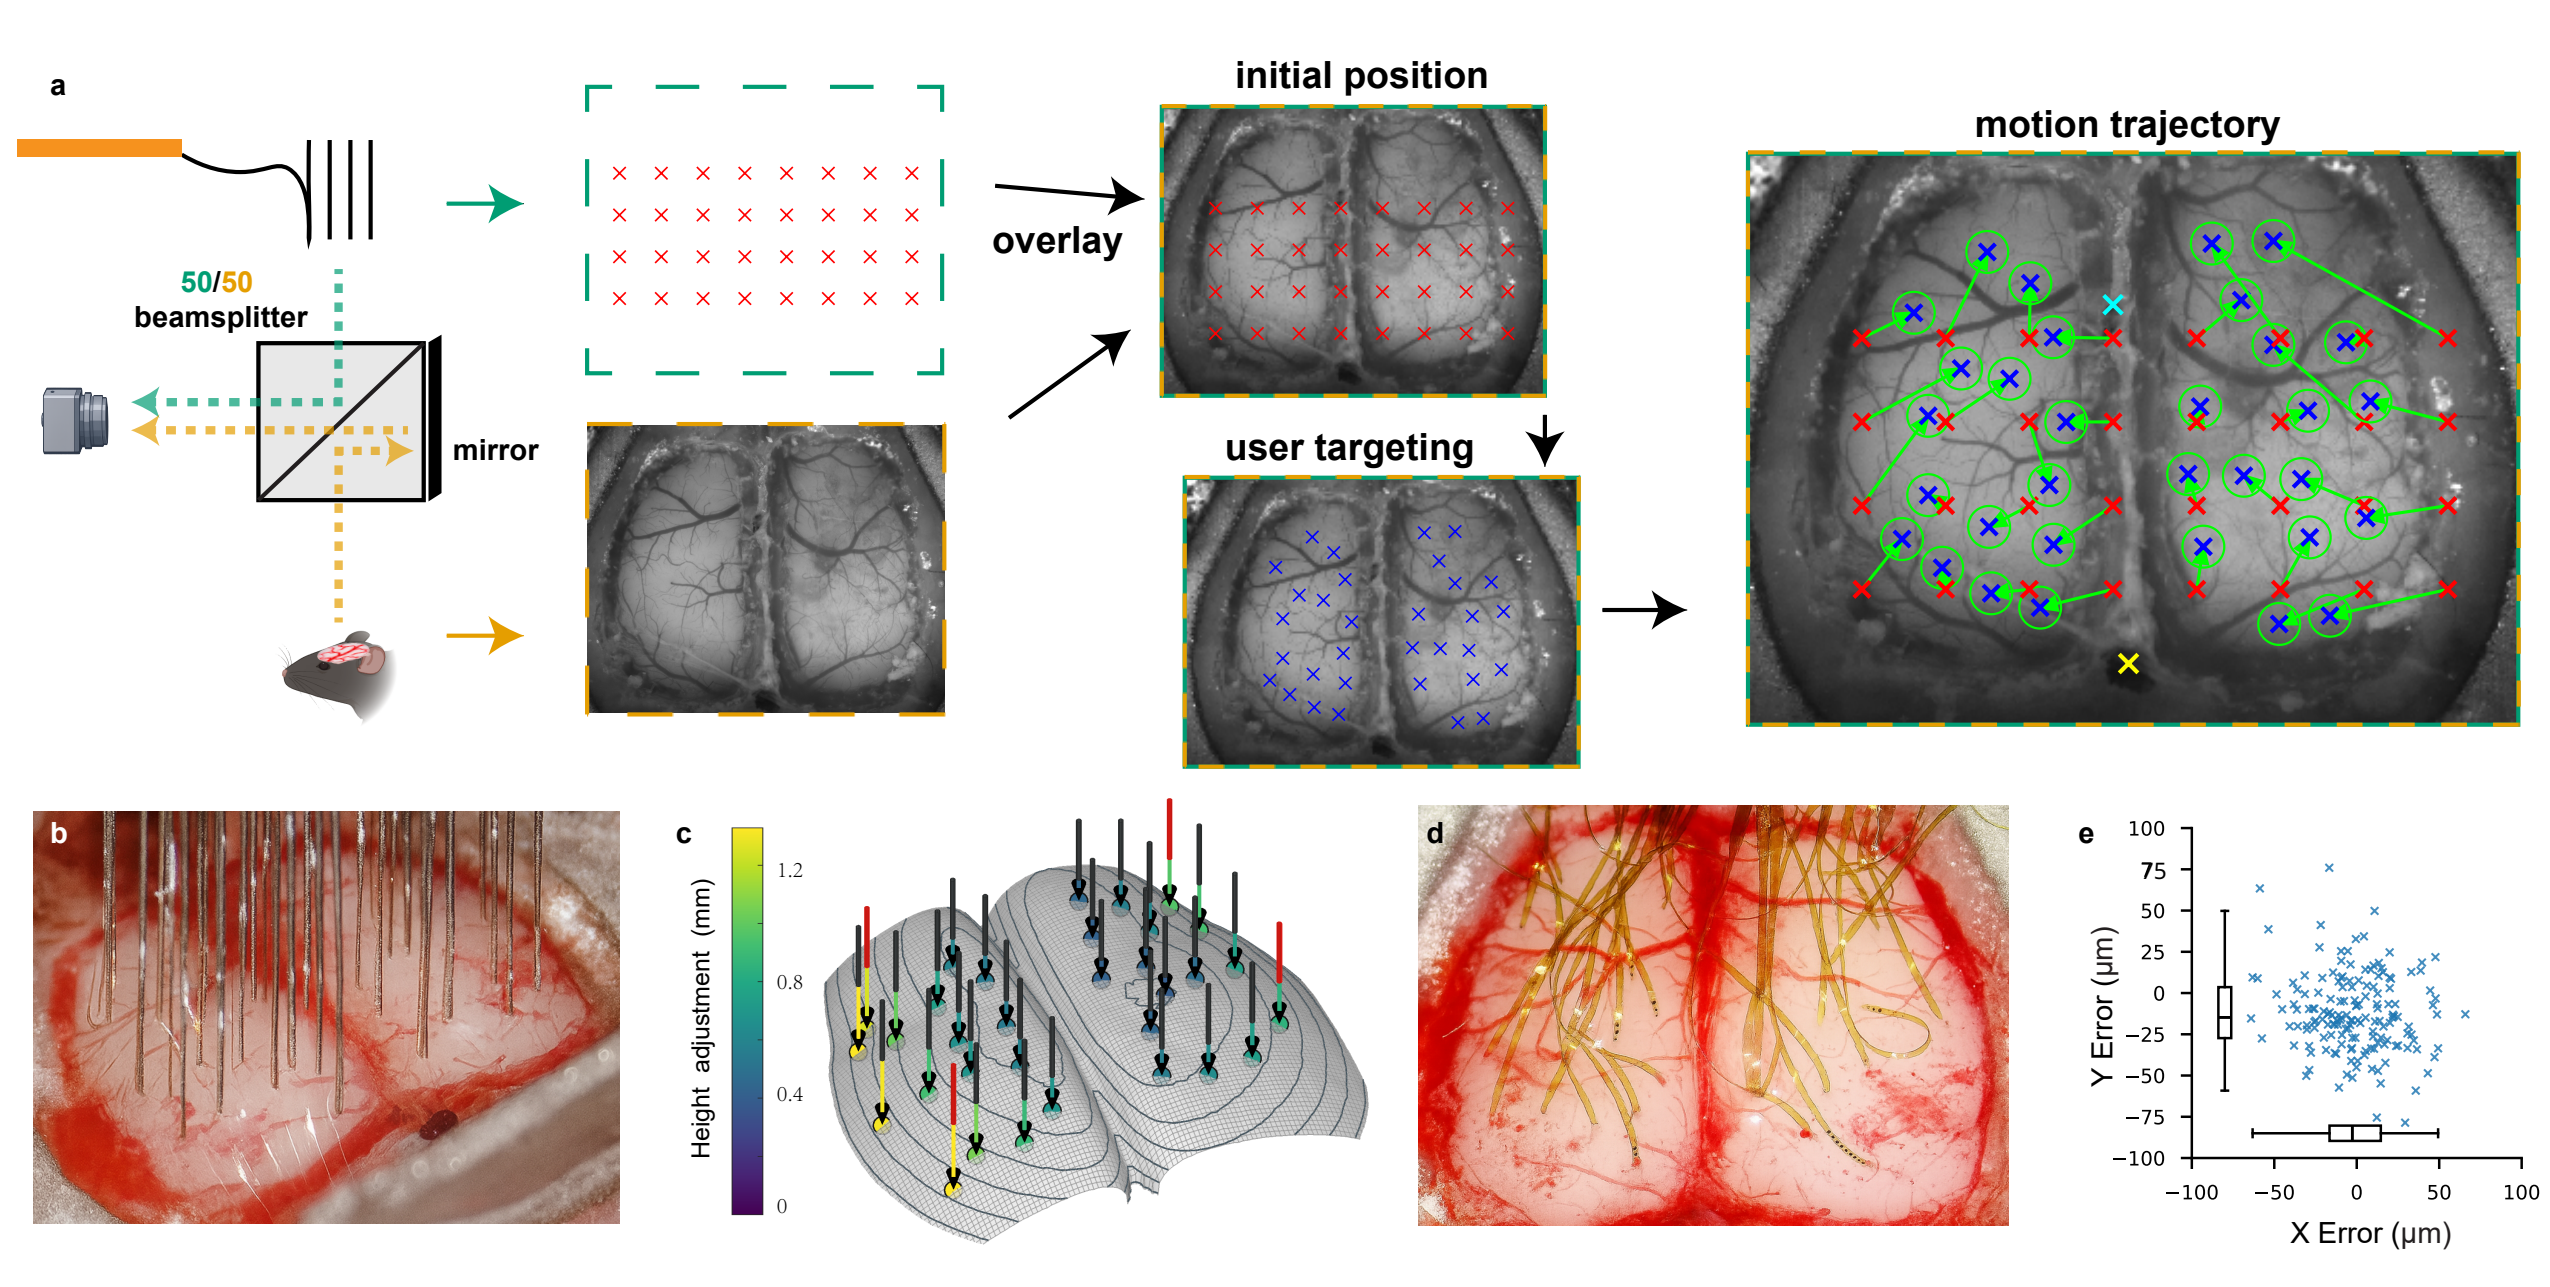 a
50/50
beamsplitter
mirror
overlay
initial position
user targeting
motion trajectory
b
c
Height adjustment (mm)
1.2
0.8
0.4
0
d
e
Y Error (µm)
100
75
50
25
0
−25
−50
−75
−100
−100
−50
0
50
100
X Error (µm)